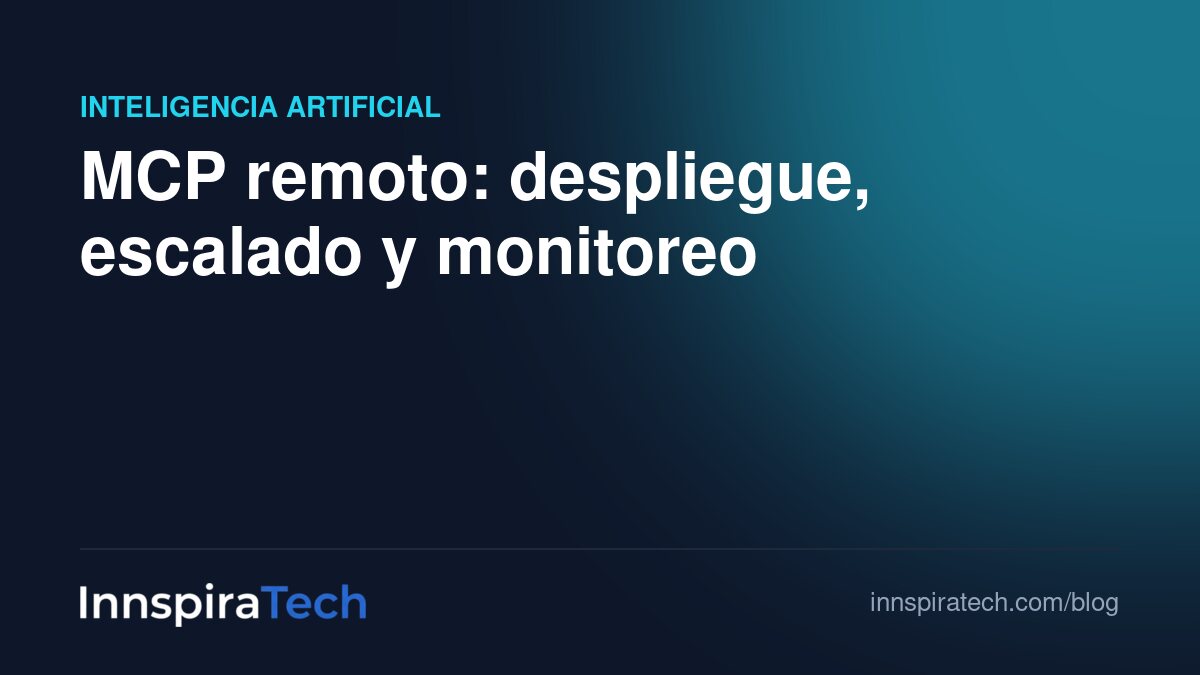 INTELIGENCIA ARTIFICIAL
MCP remoto: despliegue,
escalado y monitoreo
InnspiraTech
innspiratech.com/blog